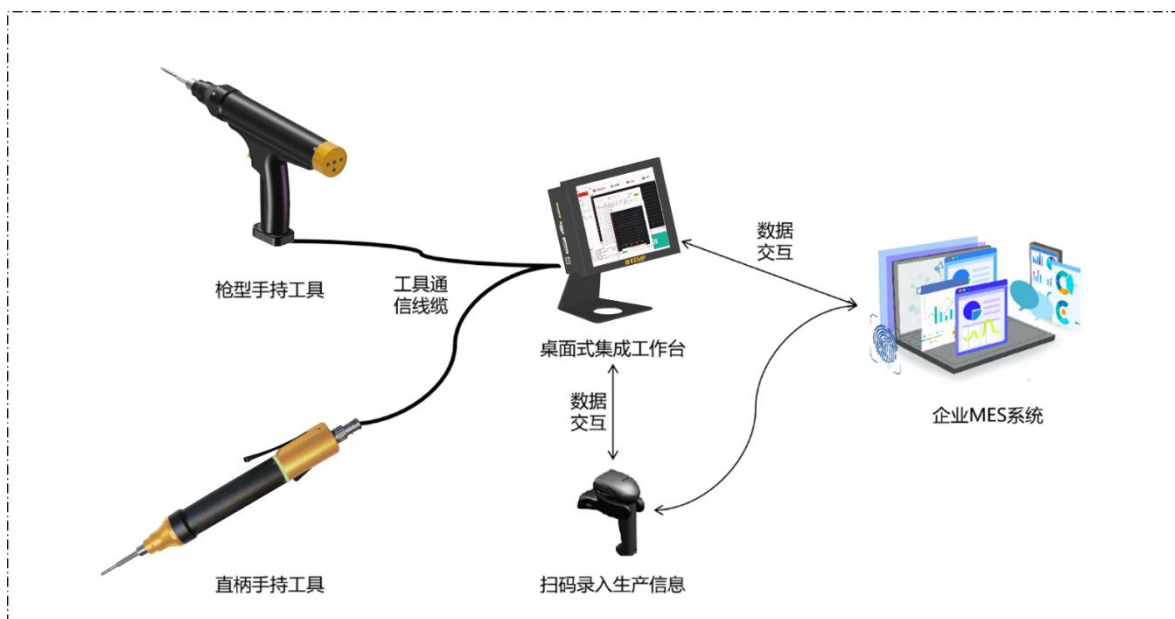 枪型手持工具
工具通
信线缆
数据
交互
桌面式集成工作台
数据
交互
企业MES系统
直柄手持工具
扫码录入生产信息